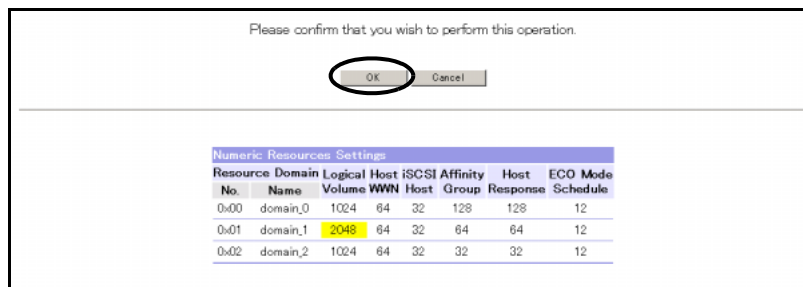 Please confirm that you wish to perform this operation.
OK Cancel
Numeric Resources Settings
Resource Domain Logical Host iSCSI Affinity Host ECO Mode
No. Name Volume WWN Host Group Response Schedule
0x00 domain_0 1024 64 32 128 128 12
0x01 domain_1 2048 64 32 64 64 12
0x02 domain_2 1024 64 32 32 32 12